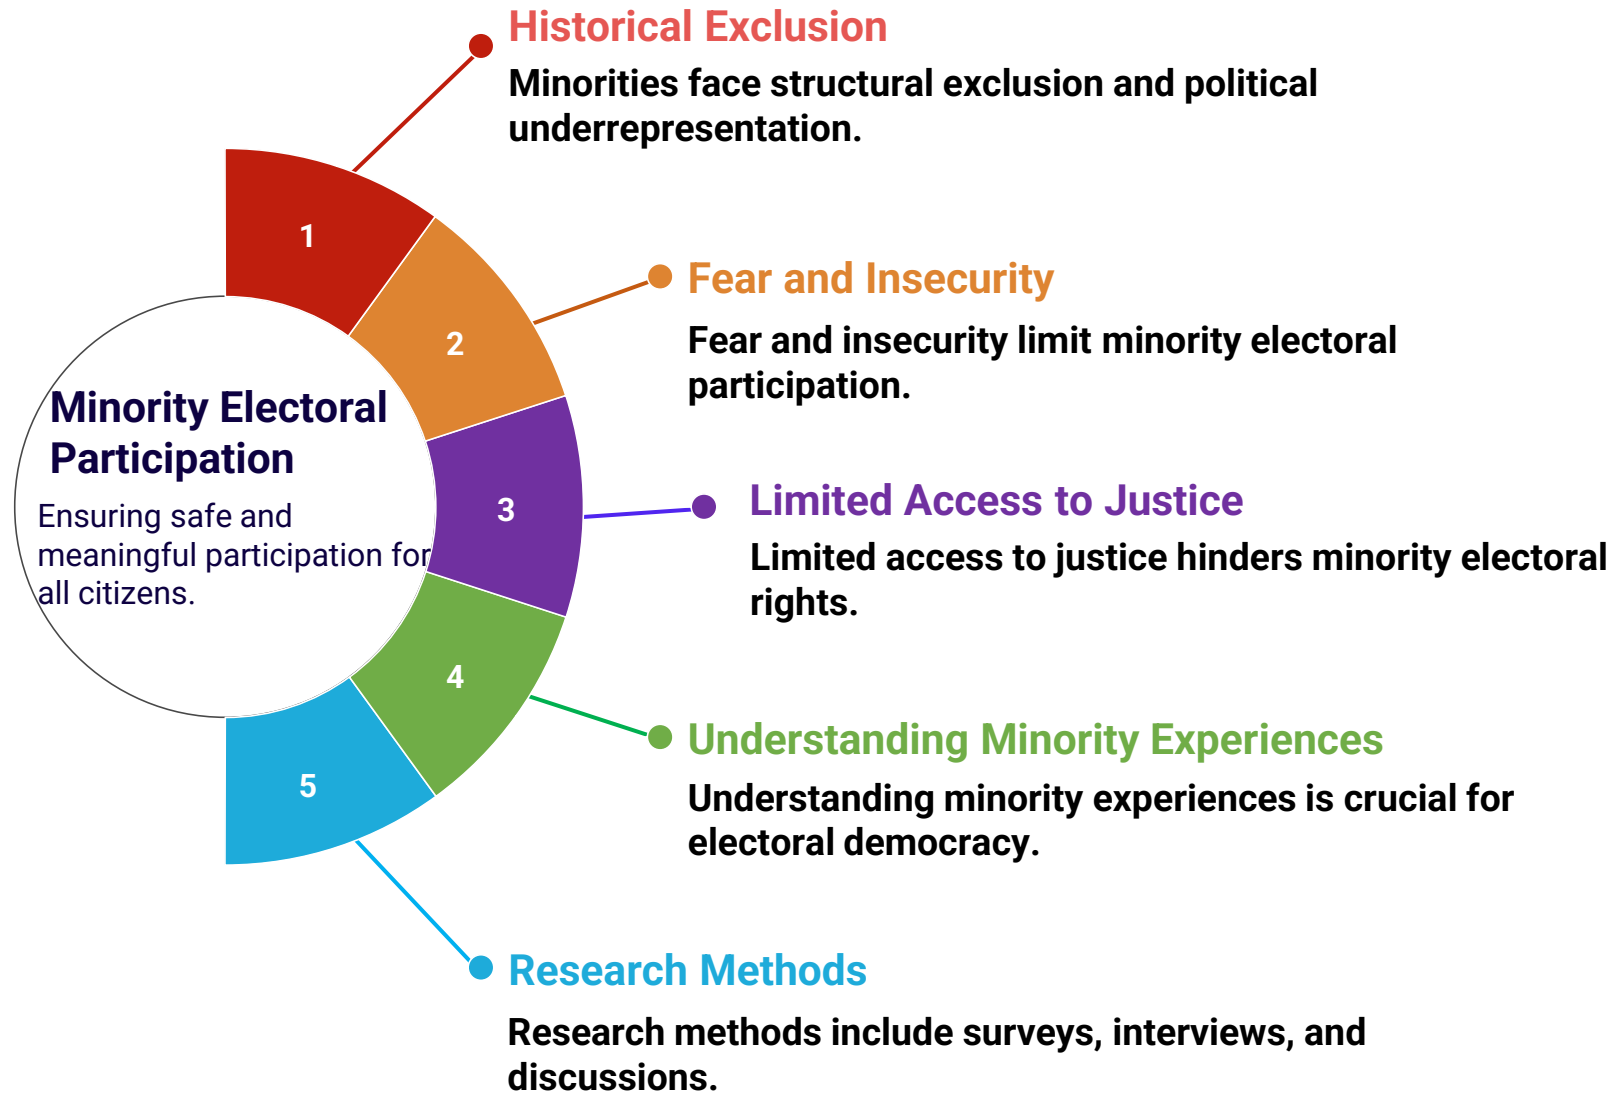 Historical Exclusion
Minorities face structural exclusion and political
underrepresentation.
1
Fear and Insecurity
Fear and insecurity limit minority electoral
participation.
2
Minority Electoral
Participation
Ensuring safe and
meaningful participation for
all citizens.
3
Limited Access to Justice
Limited access to justice hinders minority electoral
rights.
4
Understanding Minority Experiences
Understanding minority experiences is crucial for
electoral democracy.
5
Research Methods
Research methods include surveys, interviews, and
discussions.